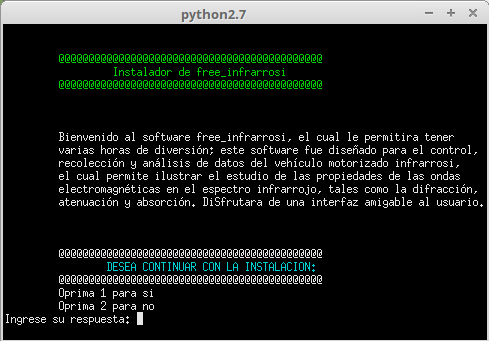 python2.7
@@@@@@@@@@@@@@@@@@@@@@@@@@@@@@@@@@@@@@@@@@@@
Instalador de free_infrarrosi
@@@@@@@@@@@@@@@@@@@@@@@@@@@@@@@@@@@@@@@@@@@@
Bienvenido al software free_infrarrosi, el cual le permitira tener
varias horas de diversión; este software fue diseñado para el control,
recolección y análisis de datos del vehículo motorizado infrarrosi,
el cual permite ilustrar el estudio de las propiedades de las ondas
electromagnéticas en el espectro infrarrojo, tales como la difracción,
atenuación y absorción. DiSfrutara de una interfaz amigable al usuario.
@@@@@@@@@@@@@@@@@@@@@@@@@@@@@@@@@@@@@@@@@@@@
DESEA CONTINUAR CON LA INSTALACION:
@@@@@@@@@@@@@@@@@@@@@@@@@@@@@@@@@@@@@@@@@@@@
Oprima 1 para si
Oprima 2 para no
Ingrese su respuesta: